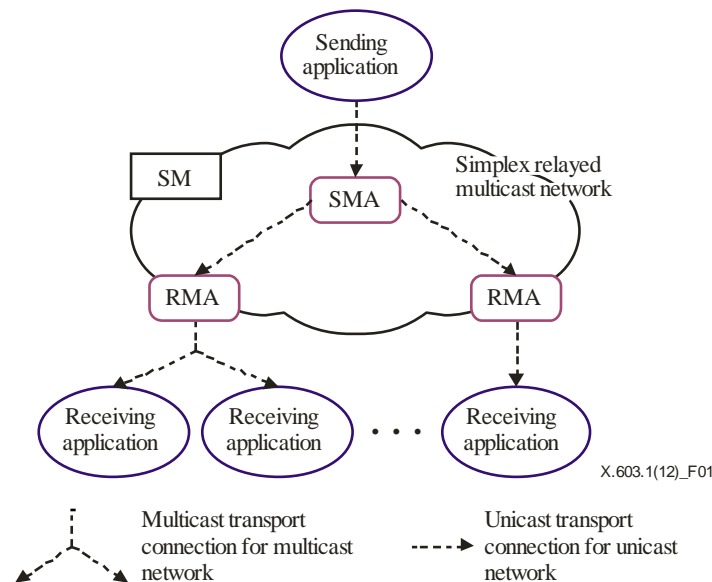 Sending
application
SM
Simplex relayed
multicast network
SMA
RMA
RMA
Receiving
application
Receiving
application
• • •
Receiving
application
X.603.1(12)_F01
Multicast transport
connection for multicast
network
Unicast transport
connection for unicast
network